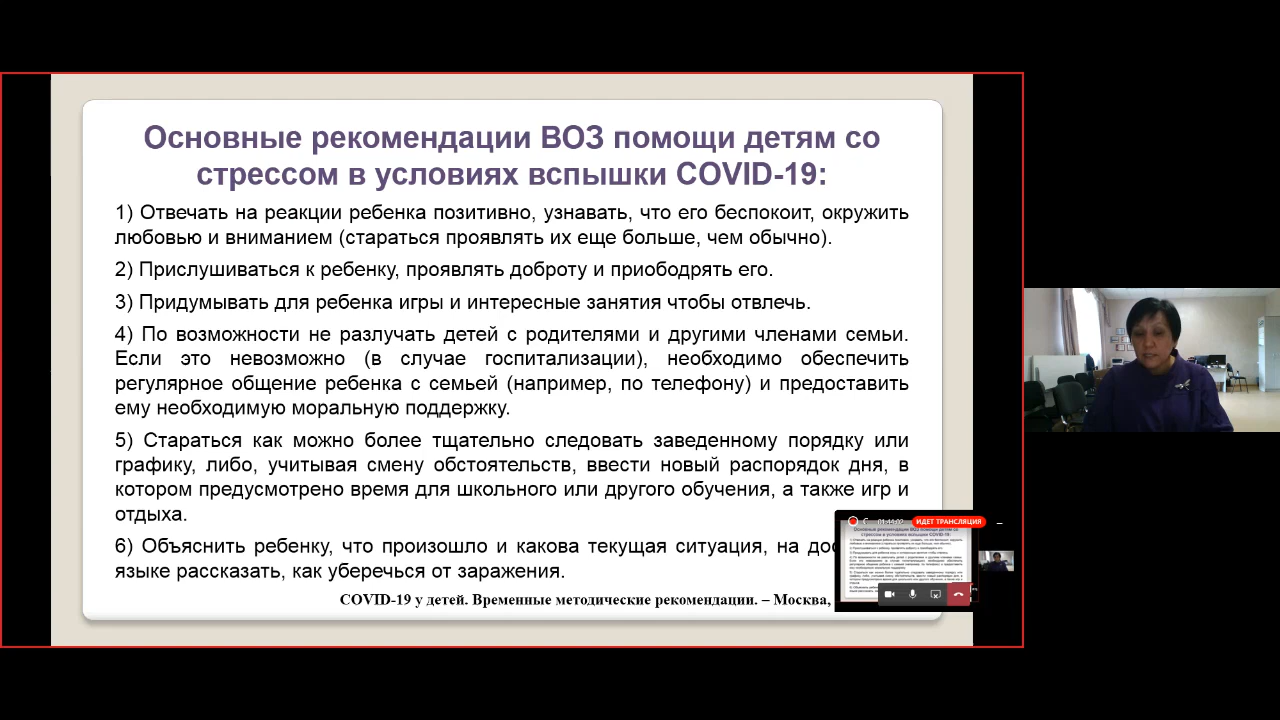 Основные рекомендации ВОЗ помощи детям со
стрессом в условиях вспышки COVID-19:
1) Отвечать на реакции ребенка позитивно, узнавать, что его беспокоит, окружить
любовью и вниманием (стараться проявлять их еще больше, чем обычно).
2) Прислушиваться к ребенку, проявлять доброту и приободрять его.
3) Придумывать для ребенка игры и интересные занятия чтобы отвлечь.
4) По возможности не разлучать детей с родителями и другими членами семьи.
Если это невозможно (в случае госпитализации), необходимо обеспечить
регулярное общение ребенка с семьей (например, по телефону) и предоставить
ему необходимую моральную поддержку.
5) Стараться как можно более тщательно следовать заведенному порядку или
графику, либо, учитывая смену обстоятельств, ввести новый распорядок дня, в
котором предусмотрено время для школьного или другого обучения, а также игр и
отдыха.
01:44:02 ИДЕТ ТРАНСЛЯЦИЯ
6) Объяснить ребенку, что произошло и какова текущая ситуация, на
языке рассказать, как уберечься от заражения.
COVID-19 у детей. Временные методические рекомендации. – Москва,